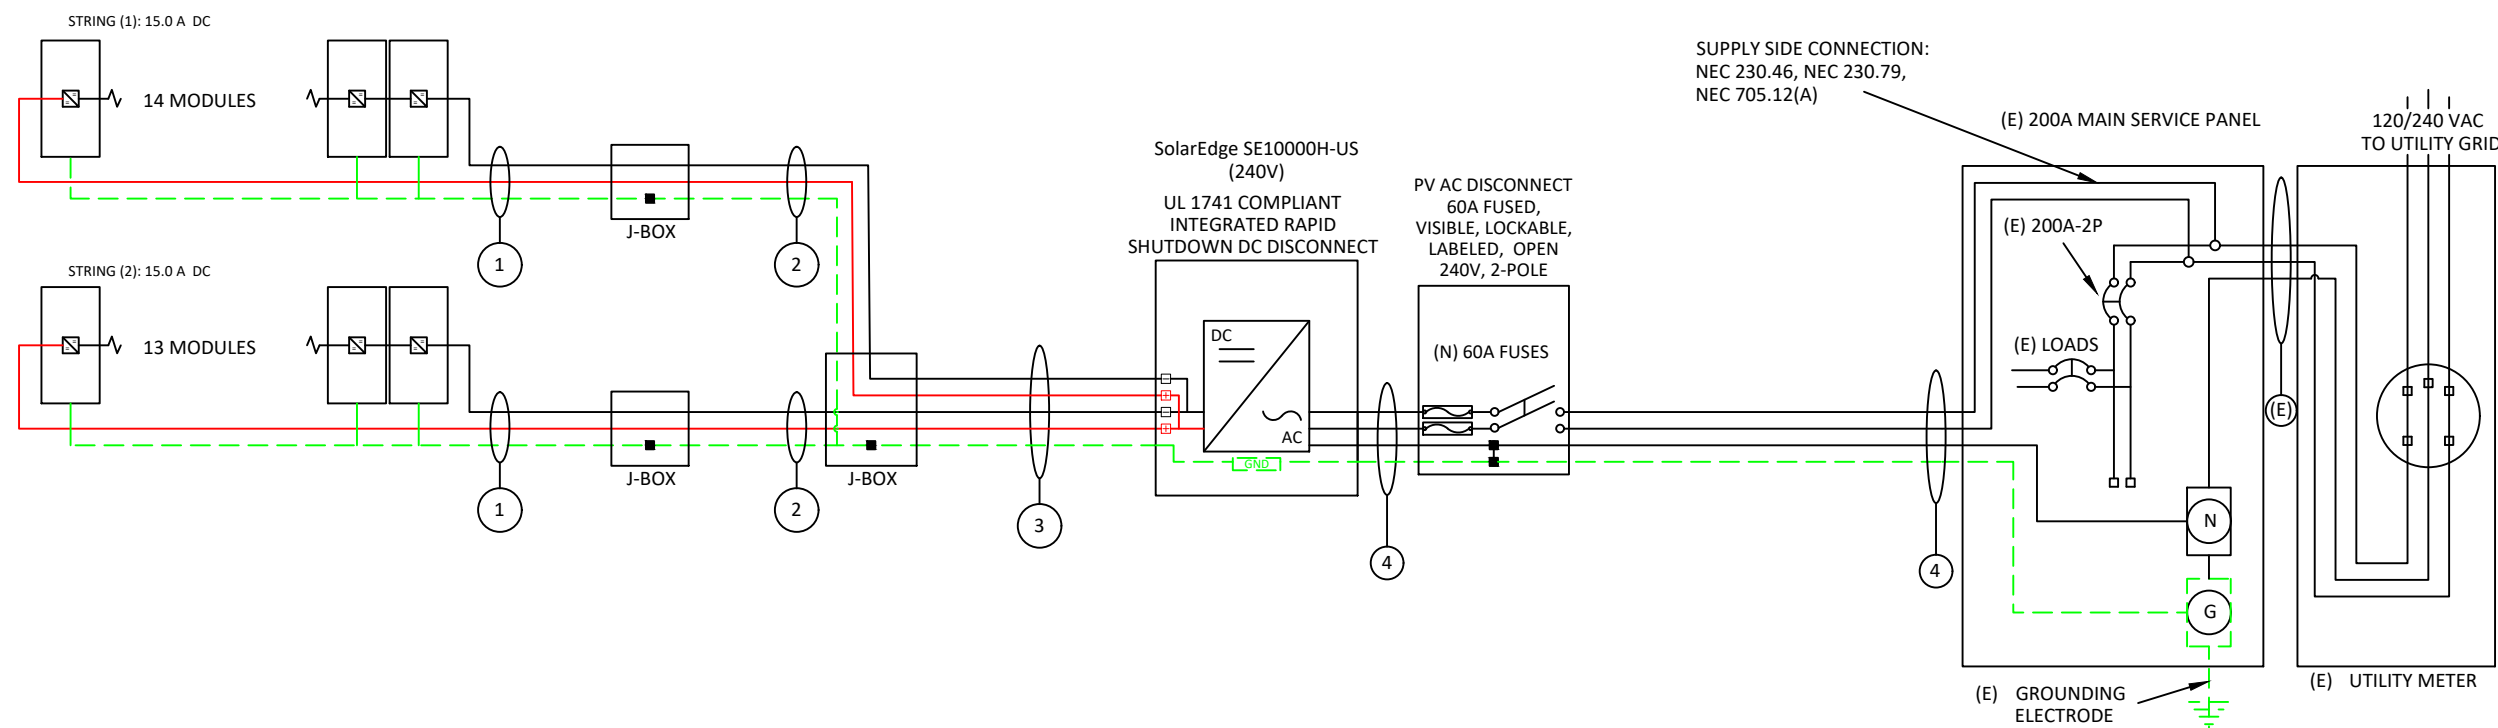 STRING (1): 15.0 A  DC
14 MODULES
J-BOX
1
2
STRING (2): 15.0 A  DC
13 MODULES
J-BOX
J-BOX
1
2
3
SolarEdge SE10000H-US
(240V)
UL 1741 COMPLIANT
INTEGRATED RAPID
SHUTDOWN DC DISCONNECT
DC
AC
GND
PV AC DISCONNECT
60A FUSED,
VISIBLE, LOCKABLE,
LABELED,  OPEN
240V, 2-POLE
(N) 60A FUSES
4
4
SUPPLY SIDE CONNECTION:
NEC 230.46, NEC 230.79,
NEC 705.12(A)
(E) 200A MAIN SERVICE PANEL
(E) 200A-2P
(E) LOADS
N
G
(E)
120/240 VAC
TO UTILITY GRID
(E)   UTILITY METER
(E)   GROUNDING
ELECTRODE